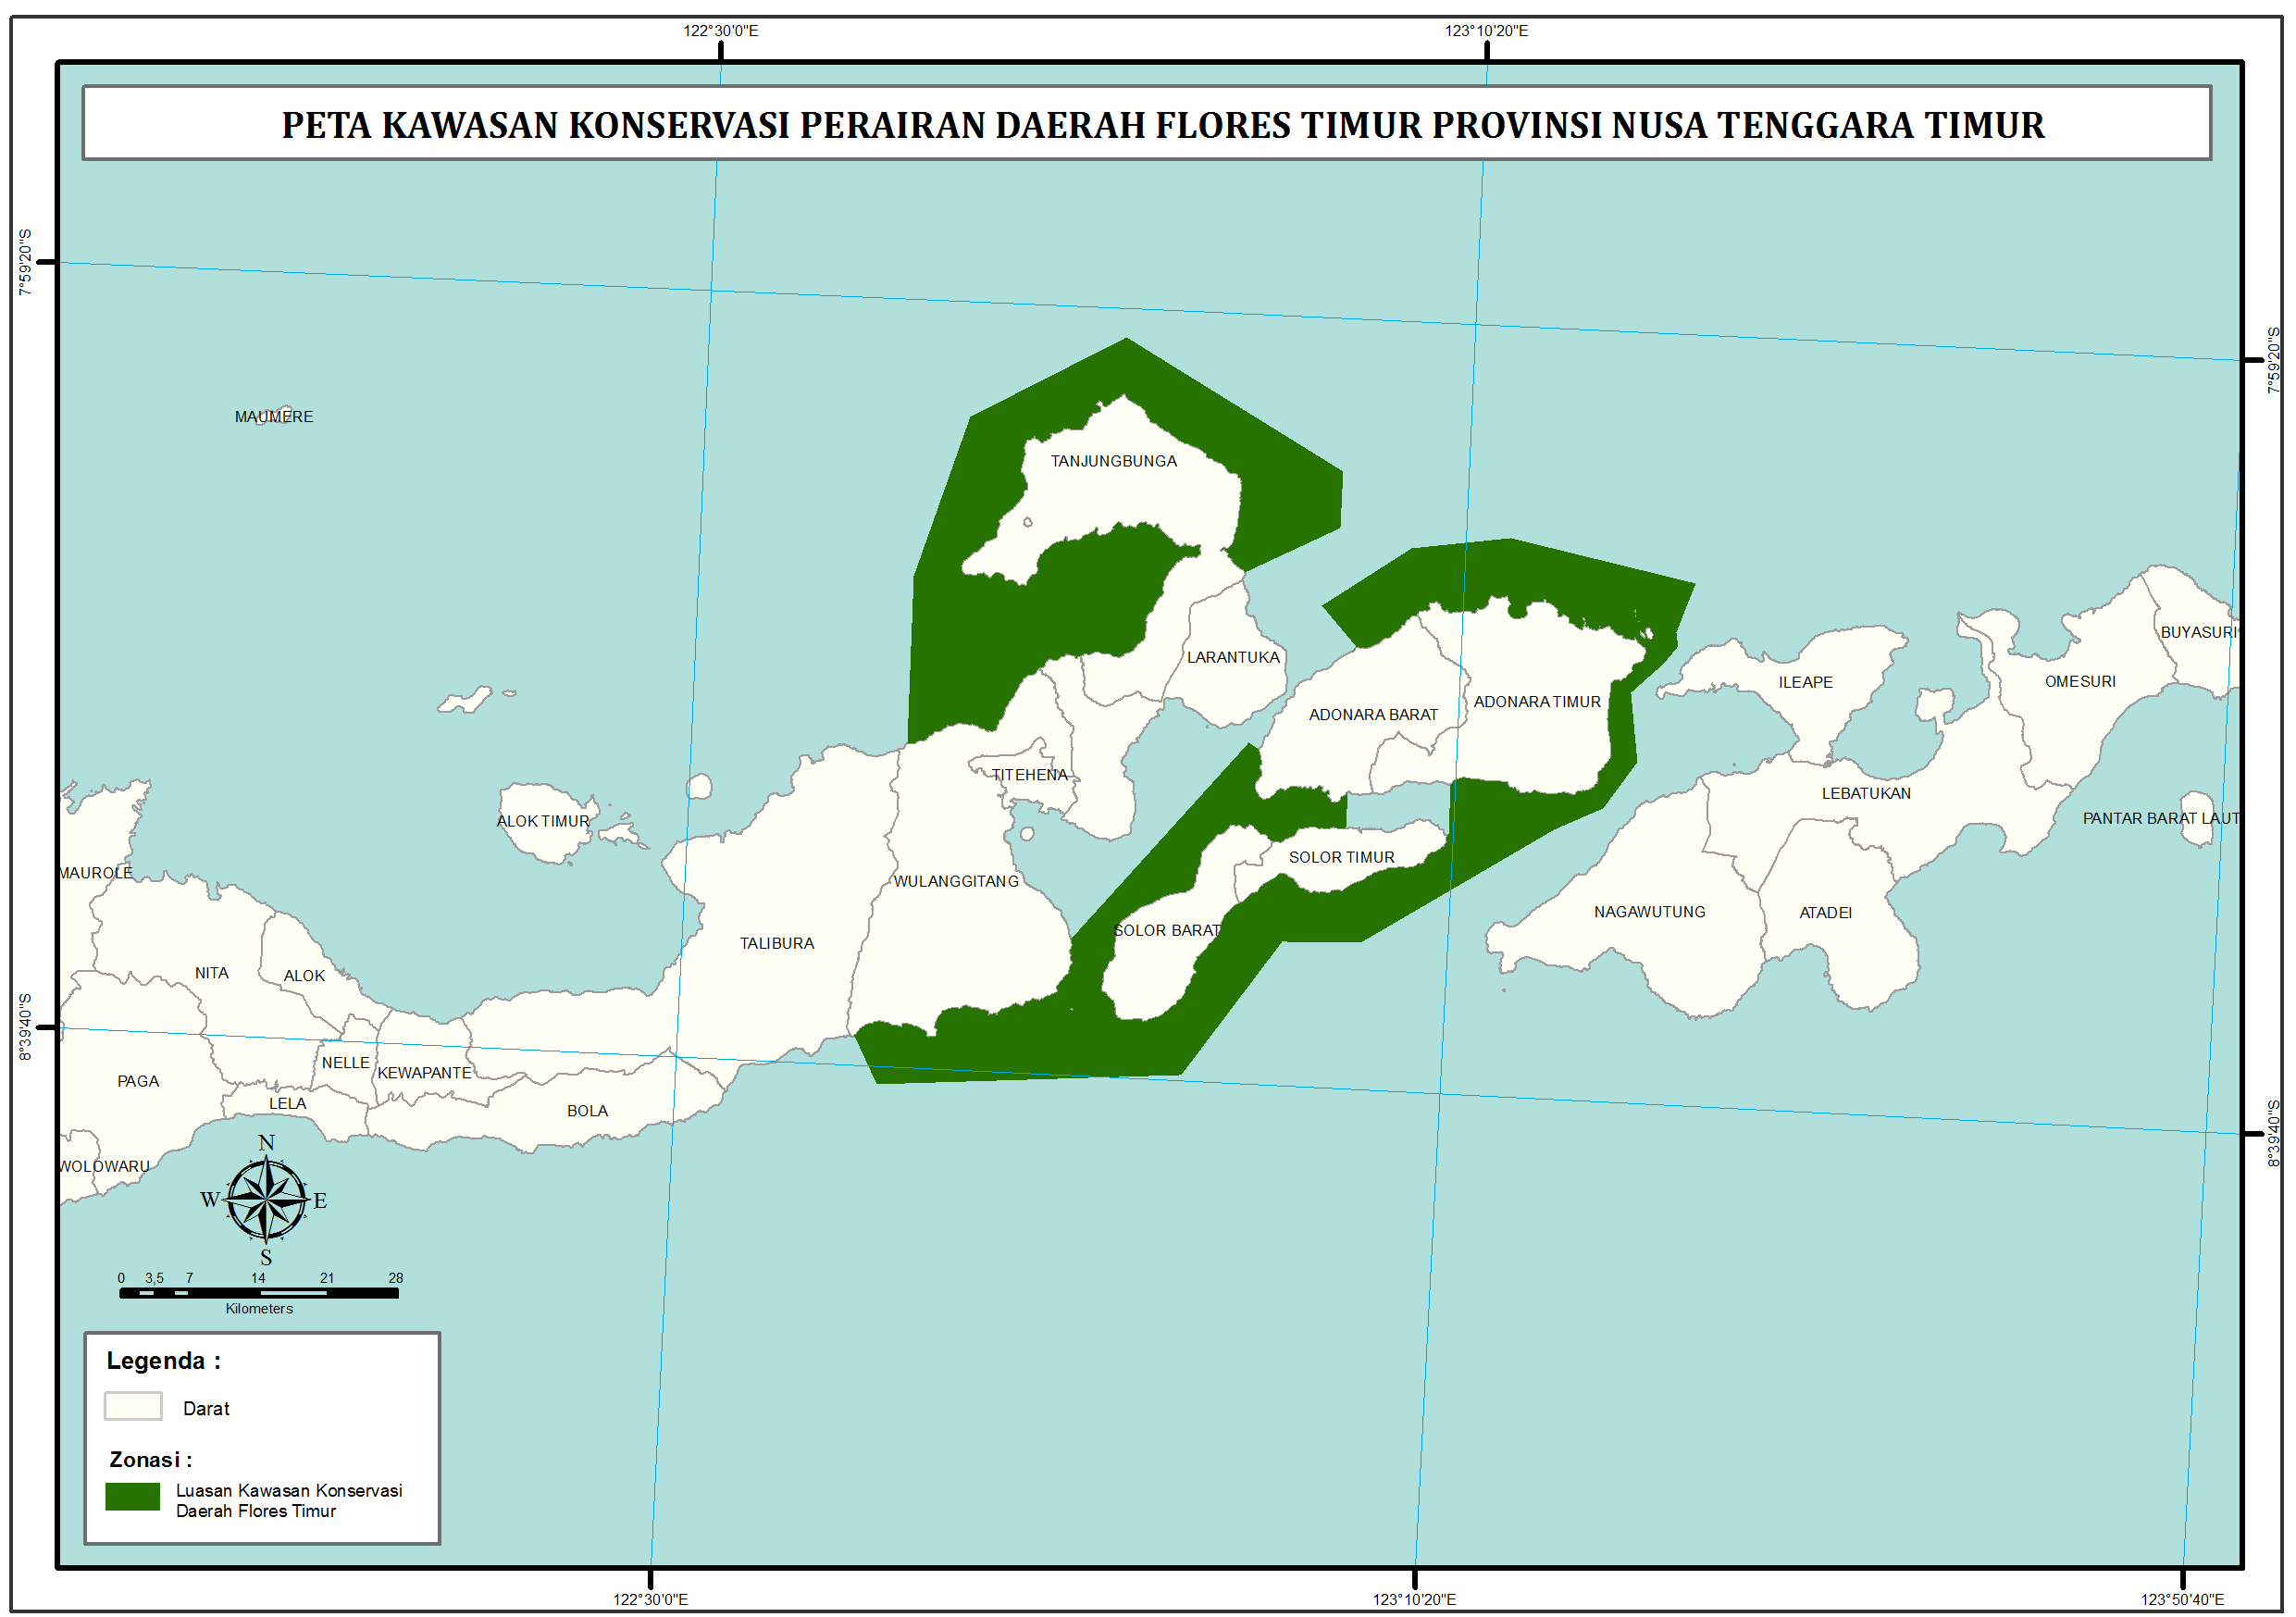 122°30'0"E
123°10'20"E
PETA KAWASAN KONSERVASI PERAIRAN DAERAH FLORES TIMUR PROVINSI NUSA TENGGARA TIMUR
7°59'20"S
7°59'20"S
MAUMERE
TANJUNGBUNGA
BUYASURI
LARANTUKA
OMESURI
ILEAPE
ADONARA TIMUR
ADONARA BARAT
TITEHENA
LEBATUKAN
PANTAR BARAT LAUT
ALOK TIMUR
SOLOR TIMUR
MAUROLE
WULANGGITANG
NAGAWUTUNG
ATADEI
SOLOR BARAT
TALIBURA
NITA
ALOK
8°39'40"S
8°39'40"S
NELLE
KEWAPANTE
PAGA
LELA
BOLA
WOLOWARU
N
W
E
S
0 3,5 7 14 21 28
Kilometers
Legenda :
Darat
Zonasi :
Luasan Kawasan Konservasi
Daerah Flores Timur
122°30'0"E
123°10'20"E
123°50'40"E